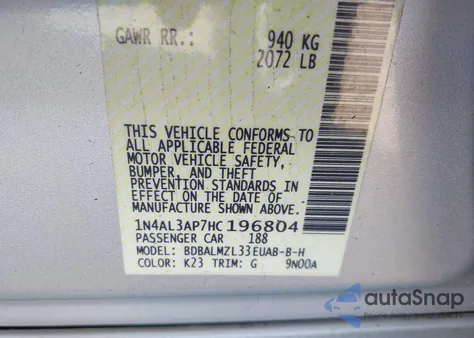 GAWR RR: 940 KG
2072 LB
THIS VEHICLE CONFORMS TO
ALL APPLICABLE FEDERAL
MOTOR VEHICLE SAFETY,
BUMPER, AND THEFT
PREVENTION STANDARDS IN
EFFECT ON THE DATE OF
MANUFACTURE SHOWN ABOVE.
1N4AL3AP7HC196804
PASSENGER CAR 188
MODEL: BDBALMZL33EUAB-B-H
COLOR: K23 TRIM: G 9N00A
autoSnap